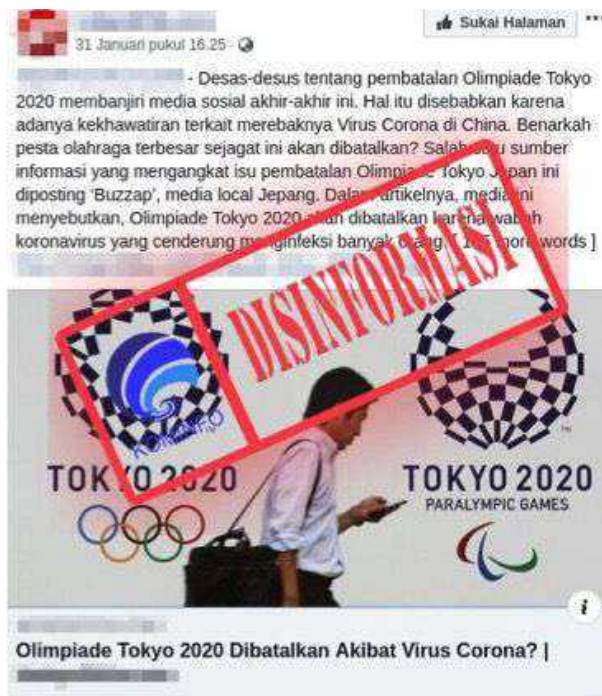 Sukai Halaman
31 Januari pukul 16.25
- Desas-desus tentang pembatalan Olimpiade Tokyo
2020 membanjiri media sosial akhir-akhir ini. Hal itu disebabkan karena
adanya kekhawatiran terkait merebaknya Virus Corona di China. Benarkah
pesta olahraga terbesar sejagat ini akan dibatalkan? Salah satu sumber
informasi yang mengangkat isu pembatalan Olimpiade Tokyo Japan ini
diposting 'Buzzap', media local Jepang. Dalam artikelnya, media ini
menyebutkan, Olimpiade Tokyo 2020 akan dibatalkan karena wabah
koronavirus yang cenderung menginfeksi banyak orang. [ more words ]
DISINFORMASI
KOMINFO
TOKYO 2020
TOKYO 2020
PARALYMPIC GAMES
Olimpiade Tokyo 2020 Dibatalkan Akibat Virus Corona? |